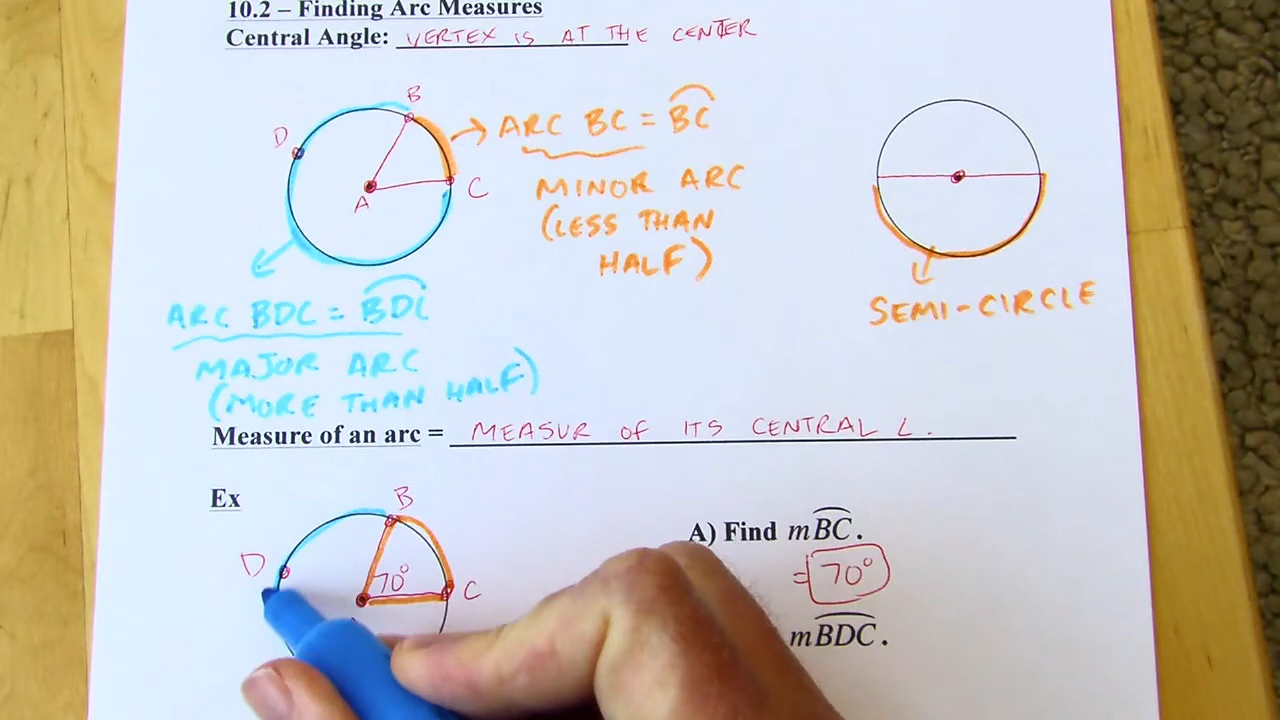 10.2 – Finding Arc Measures
Central Angle: VERTEX IS AT THE CENTER
B
D
A
C
ARC BC = BC
MINOR ARC
(LESS THAN
HALF)
ARC BDC = BDC
MAJOR ARC
(MORE THAN HALF)
SEMI-CIRCLE
Measure of an arc = MEASUR OF ITS CENTRAL ∠.
Ex
B
D
70°
C
A) Find mBC.
= 70°
mBDC.